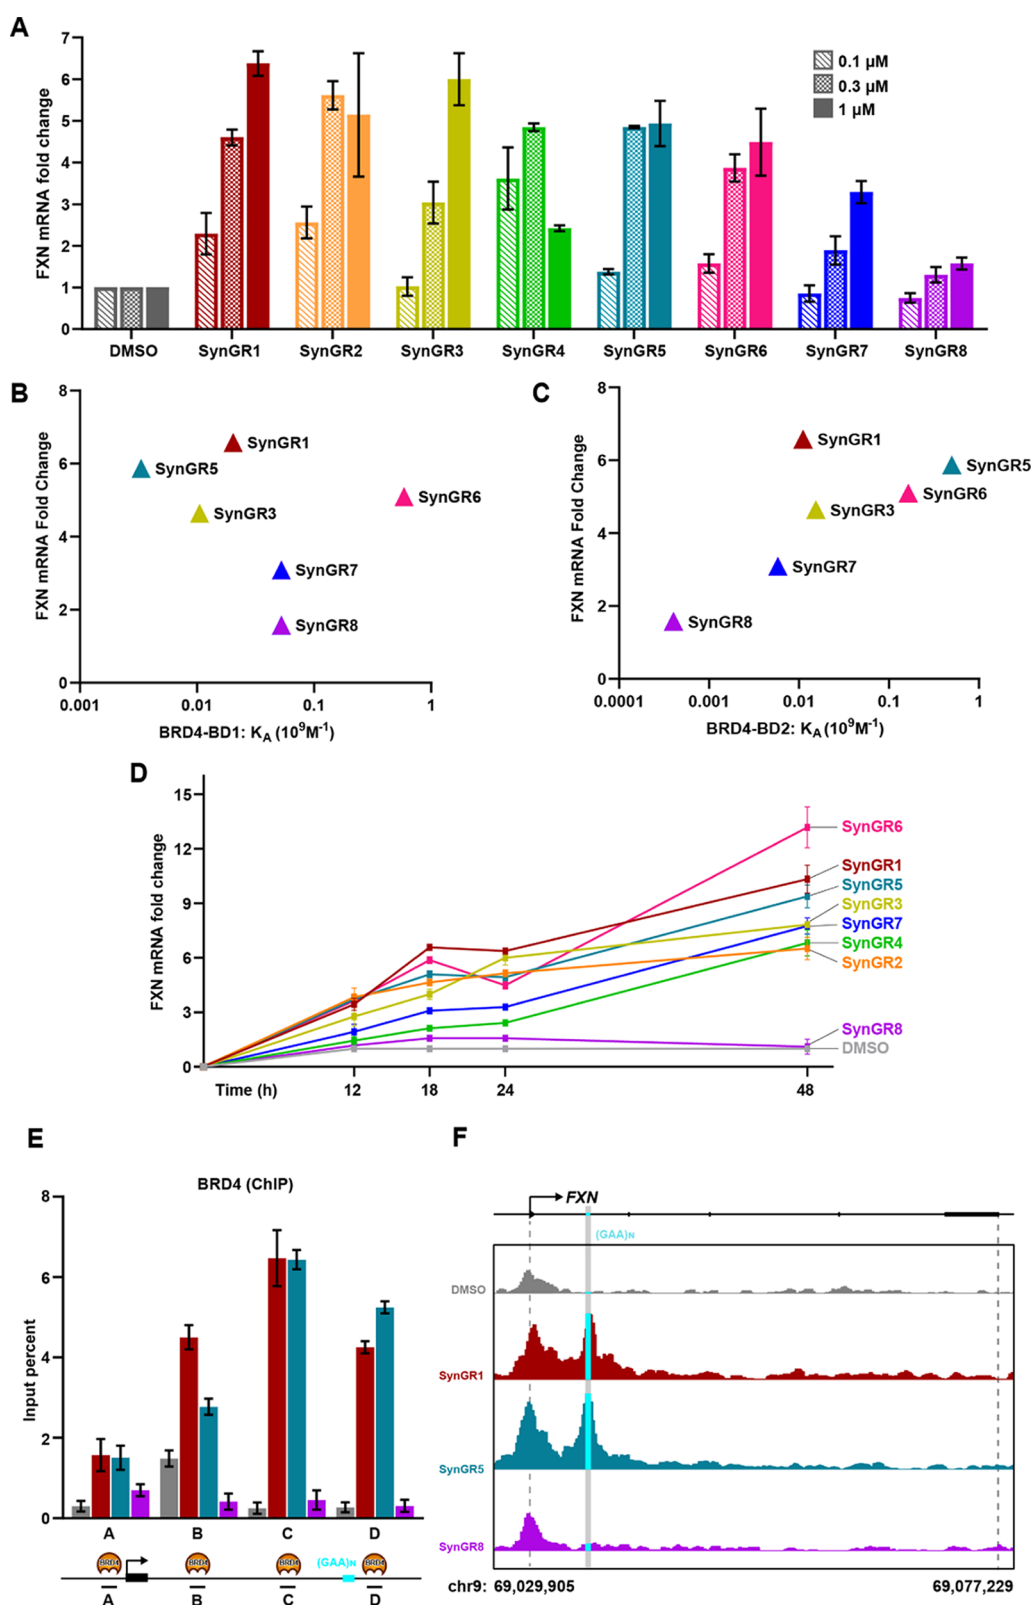 A
FXN mRNA fold change
7
6
5
4
3
2
1
0
0.1 µM
0.3 µM
1 µM
DMSO SynGR1 SynGR2 SynGR3 SynGR4 SynGR5 SynGR6 SynGR7 SynGR8
B
FXN mRNA Fold Change
8
6
4
2
0
SynGR1
SynGR5
SynGR6
SynGR3
SynGR7
SynGR8
0.001 0.01 0.1 1
BRD4-BD1: KA (10⁹M⁻¹)
C
FXN mRNA Fold Change
8
6
4
2
0
SynGR1
SynGR5
SynGR6
SynGR3
SynGR7
SynGR8
0.0001 0.001 0.01 0.1 1
BRD4-BD2: KA (10⁹M⁻¹)
D
FXN mRNA fold change
15
12
9
6
3
0
SynGR6
SynGR1
SynGR5
SynGR3
SynGR7
SynGR4
SynGR2
SynGR8
DMSO
Time (h) 12 18 24 48
E
BRD4 (ChIP)
Input percent
8
6
4
2
0
A B C D
BRD4 BRD4 BRD4 (GAA)N BRD4
A B C D
F
FXN
(GAA)N
DMSO
SynGR1
SynGR5
SynGR8
chr9: 69,029,905 69,077,229